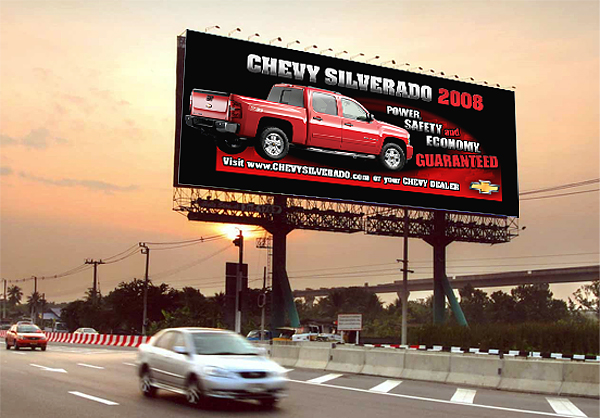 CHEVY SILVERADO 2008
POWER,
SAFETY and
ECONOMY,
GUARANTEED
Visit www.CHEVYSILVERADO.com or your CHEVY DEALER